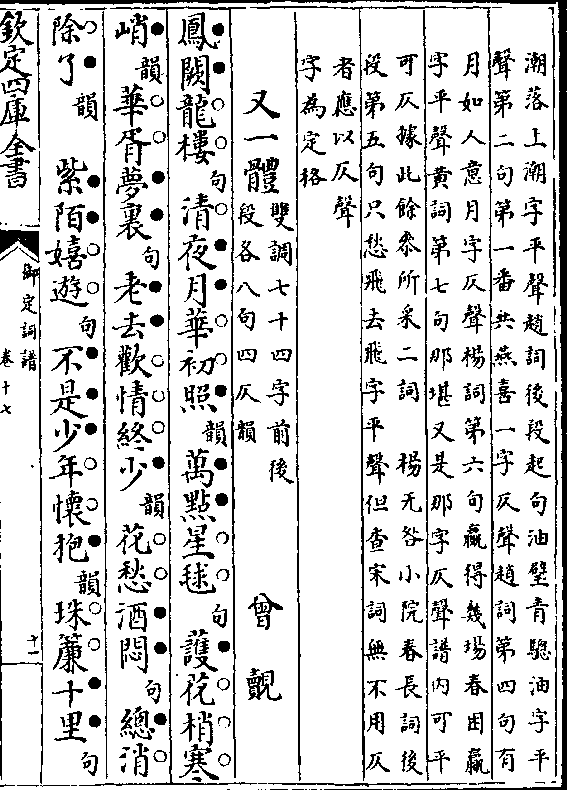 潮落上潮字平聲趙詞後段起句油壁青驄油字平
聲第二句第一番共燕喜一字仄聲趙詞第四句有
月如人意月字仄聲楊詞第六句贏得幾場春困贏
字平聲黃詞第七句那堪又是那字仄聲譜內可平
可仄據此餘叅所采二詞 楊无咎小院春長詞後
段第五句只愁飛去飛字平聲但查宋詞無不用仄
者應以仄聲
字為定格
又一體 雙調七十四字前後
段各八句四仄韻 曾覿
鳳闕龍樓句 清夜月華初照韻 萬點星毬句 護花梢寒
峭韻 華胥夢裏句 老去歡情終少韻 花愁酒悶句 總消
除了韻 紫陌嬉遊句 不是少年懷抱韻 珠簾十里句
欽定四庫全書
御定詞譜
卷十七
十一